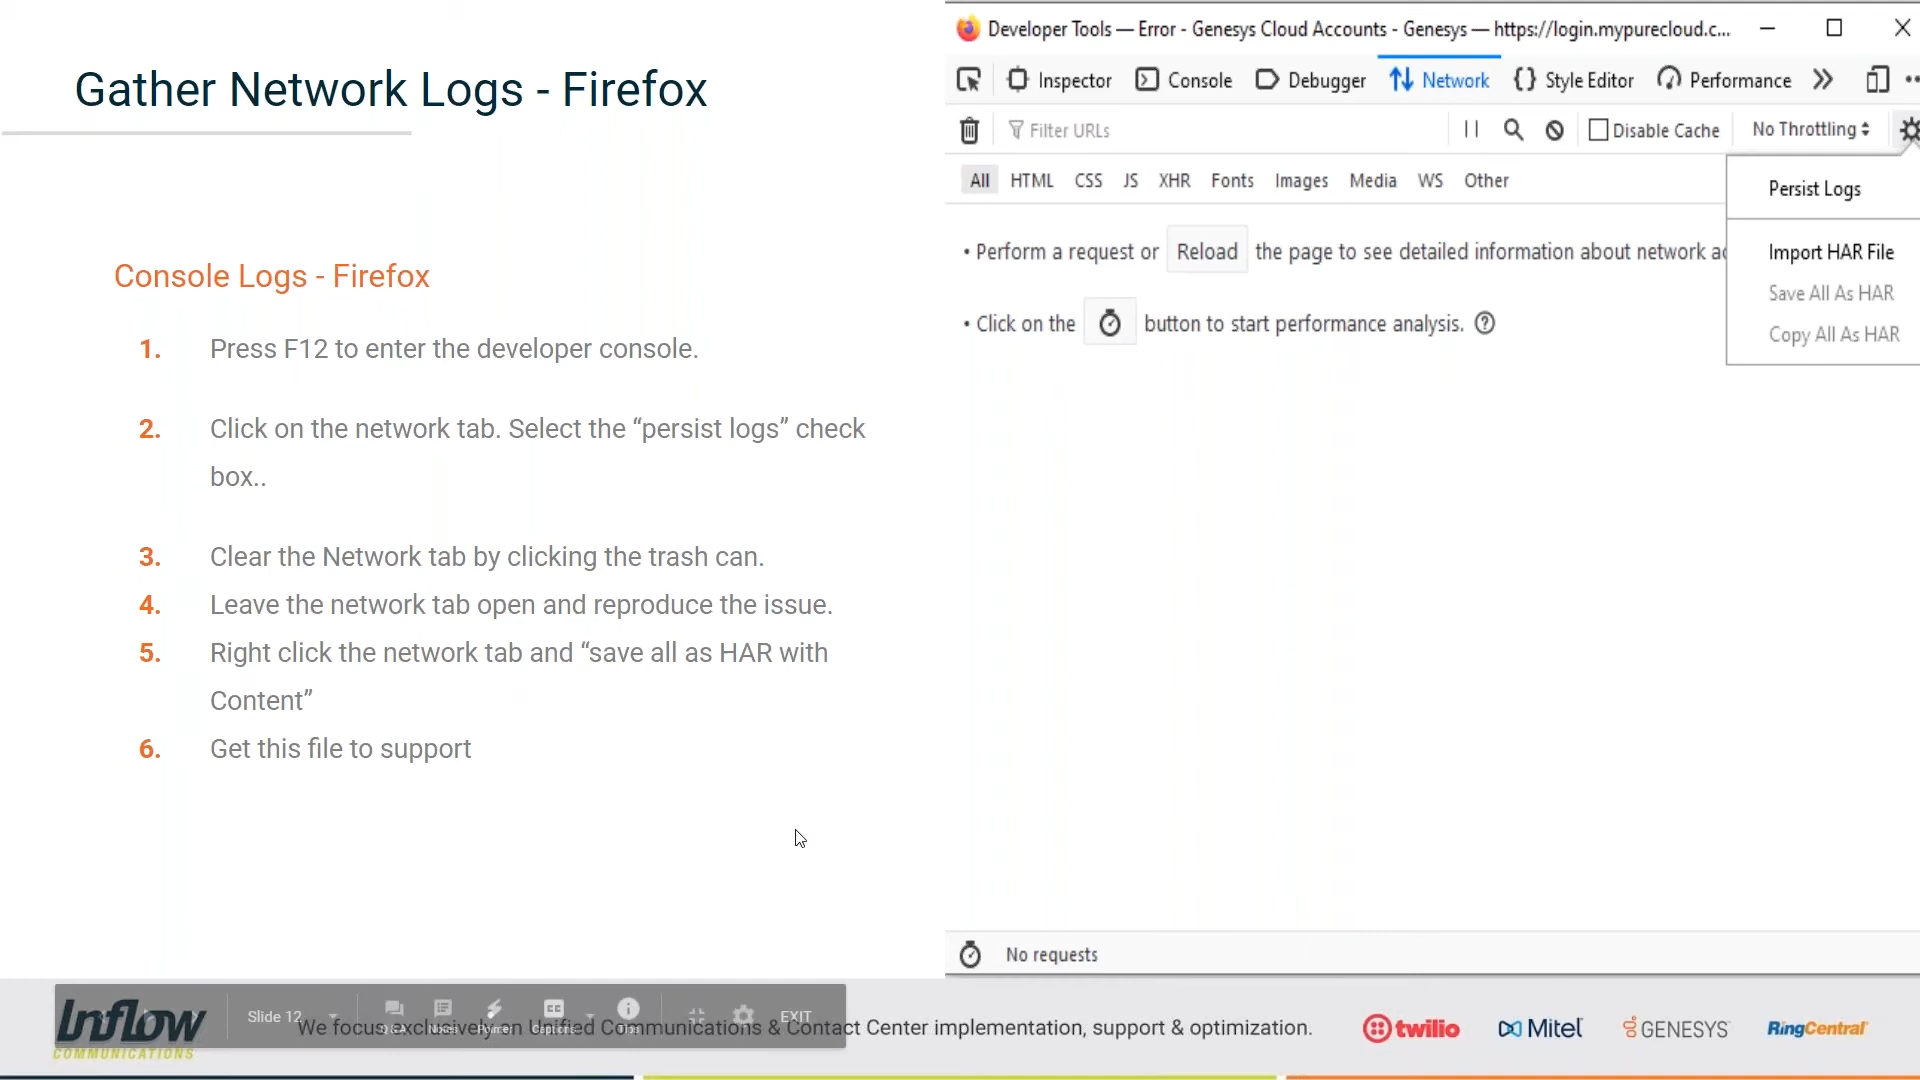 Gather Network Logs - Firefox
Console Logs - Firefox
1. Press F12 to enter the developer console.
2. Click on the network tab. Select the “persist logs” check
box..
3. Clear the Network tab by clicking the trash can.
4. Leave the network tab open and reproduce the issue.
5. Right click the network tab and “save all as HAR with
Content”
6. Get this file to support
Developer Tools — Error - Genesys Cloud Accounts - Genesys — https://login.mypurecloud.c...
Inspector Console Debugger Network Style Editor Performance
Filter URLs Disable Cache No Throttling
All HTML CSS JS XHR Fonts Images Media WS Other
Persist Logs
Import HAR File
Save All As HAR
Copy All As HAR
• Perform a request or Reload the page to see detailed information about network
• Click on the button to start performance analysis.
No requests
Inflow
COMMUNICATIONS
Slide 12
Captions
EXIT
We focus exclusively on Unified Communications & Contact Center implementation, support & optimization.
twilio Mitel GENESYS RingCentral